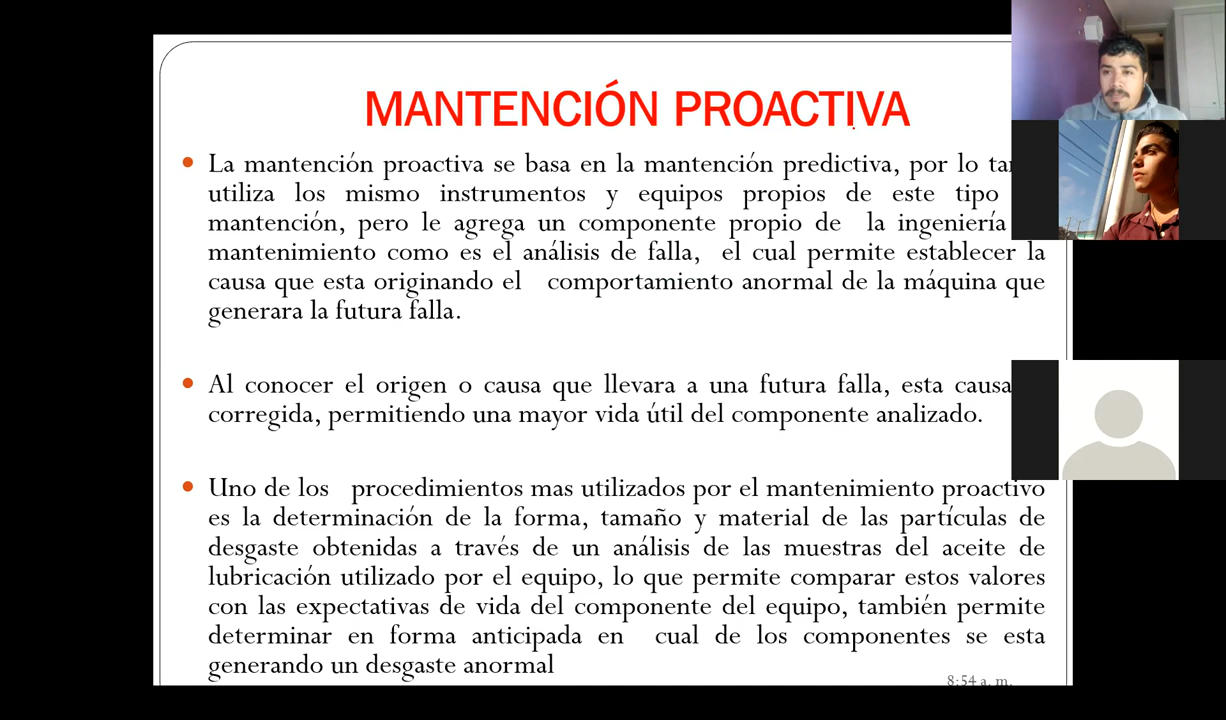 MANTENCIÓN PROACTIVA
La mantención proactiva se basa en la mantención predictiva, por lo
utiliza los mismo instrumentos y equipos propios de este tipo
mantención, pero le agrega un componente propio de la ingeniería
mantenimiento como es el análisis de falla, el cual permite establecer la
causa que esta originando el comportamiento anormal de la máquina que
generara la futura falla.
Al conocer el origen o causa que llevara a una futura falla, esta causa
corregida, permitiendo una mayor vida útil del componente analizado.
Uno de los procedimientos mas utilizados por el mantenimiento proactivo
es la determinación de la forma, tamaño y material de las partículas de
desgaste obtenidas a través de un análisis de las muestras del aceite de
lubricación utilizado por el equipo, lo que permite comparar estos valores
con las expectativas de vida del componente del equipo, también permite
determinar en forma anticipada en cual de los componentes se esta
generando un desgaste anormal
8:54 a. m.